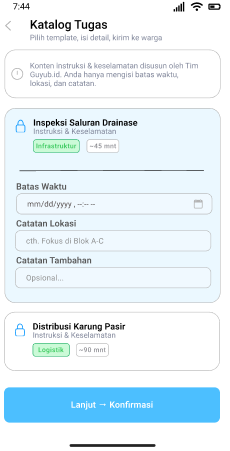 7:44
Katalog Tugas
Pilih template, isi detail, kirim ke warga
Konten instruksi & keselamatan disusun oleh Tim
Guyub.id. Anda hanya mengisi batas waktu,
lokasi, dan catatan.
Inspeksi Saluran Drainase
Instruksi & Keselamatan
Infrastruktur
~45 mnt
Batas Waktu
mm/dd/yyyy , --:-- --
Catatan Lokasi
cth. Fokus di Blok A-C
Catatan Tambahan
Opsional...
Distribusi Karung Pasir
Instruksi & Keselamatan
Logistik
~90 mnt
Lanjut → Konfirmasi